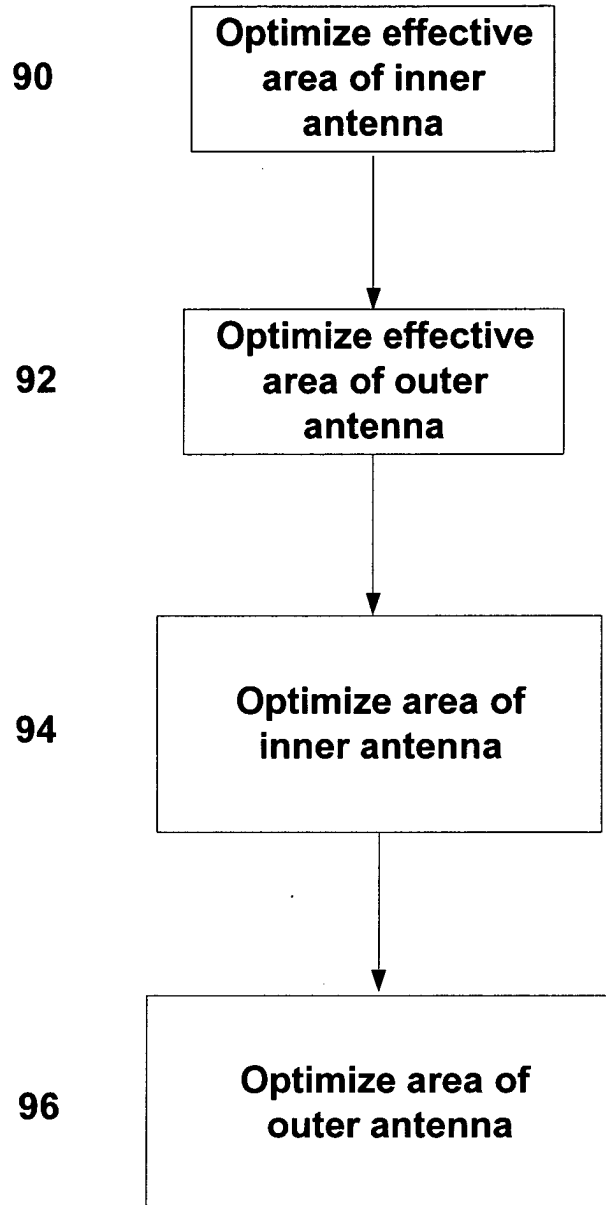 90
Optimize effective
area of inner
antenna
92
Optimize effective
area of outer
antenna
94
Optimize area of
inner antenna
96
Optimize area of
outer antenna